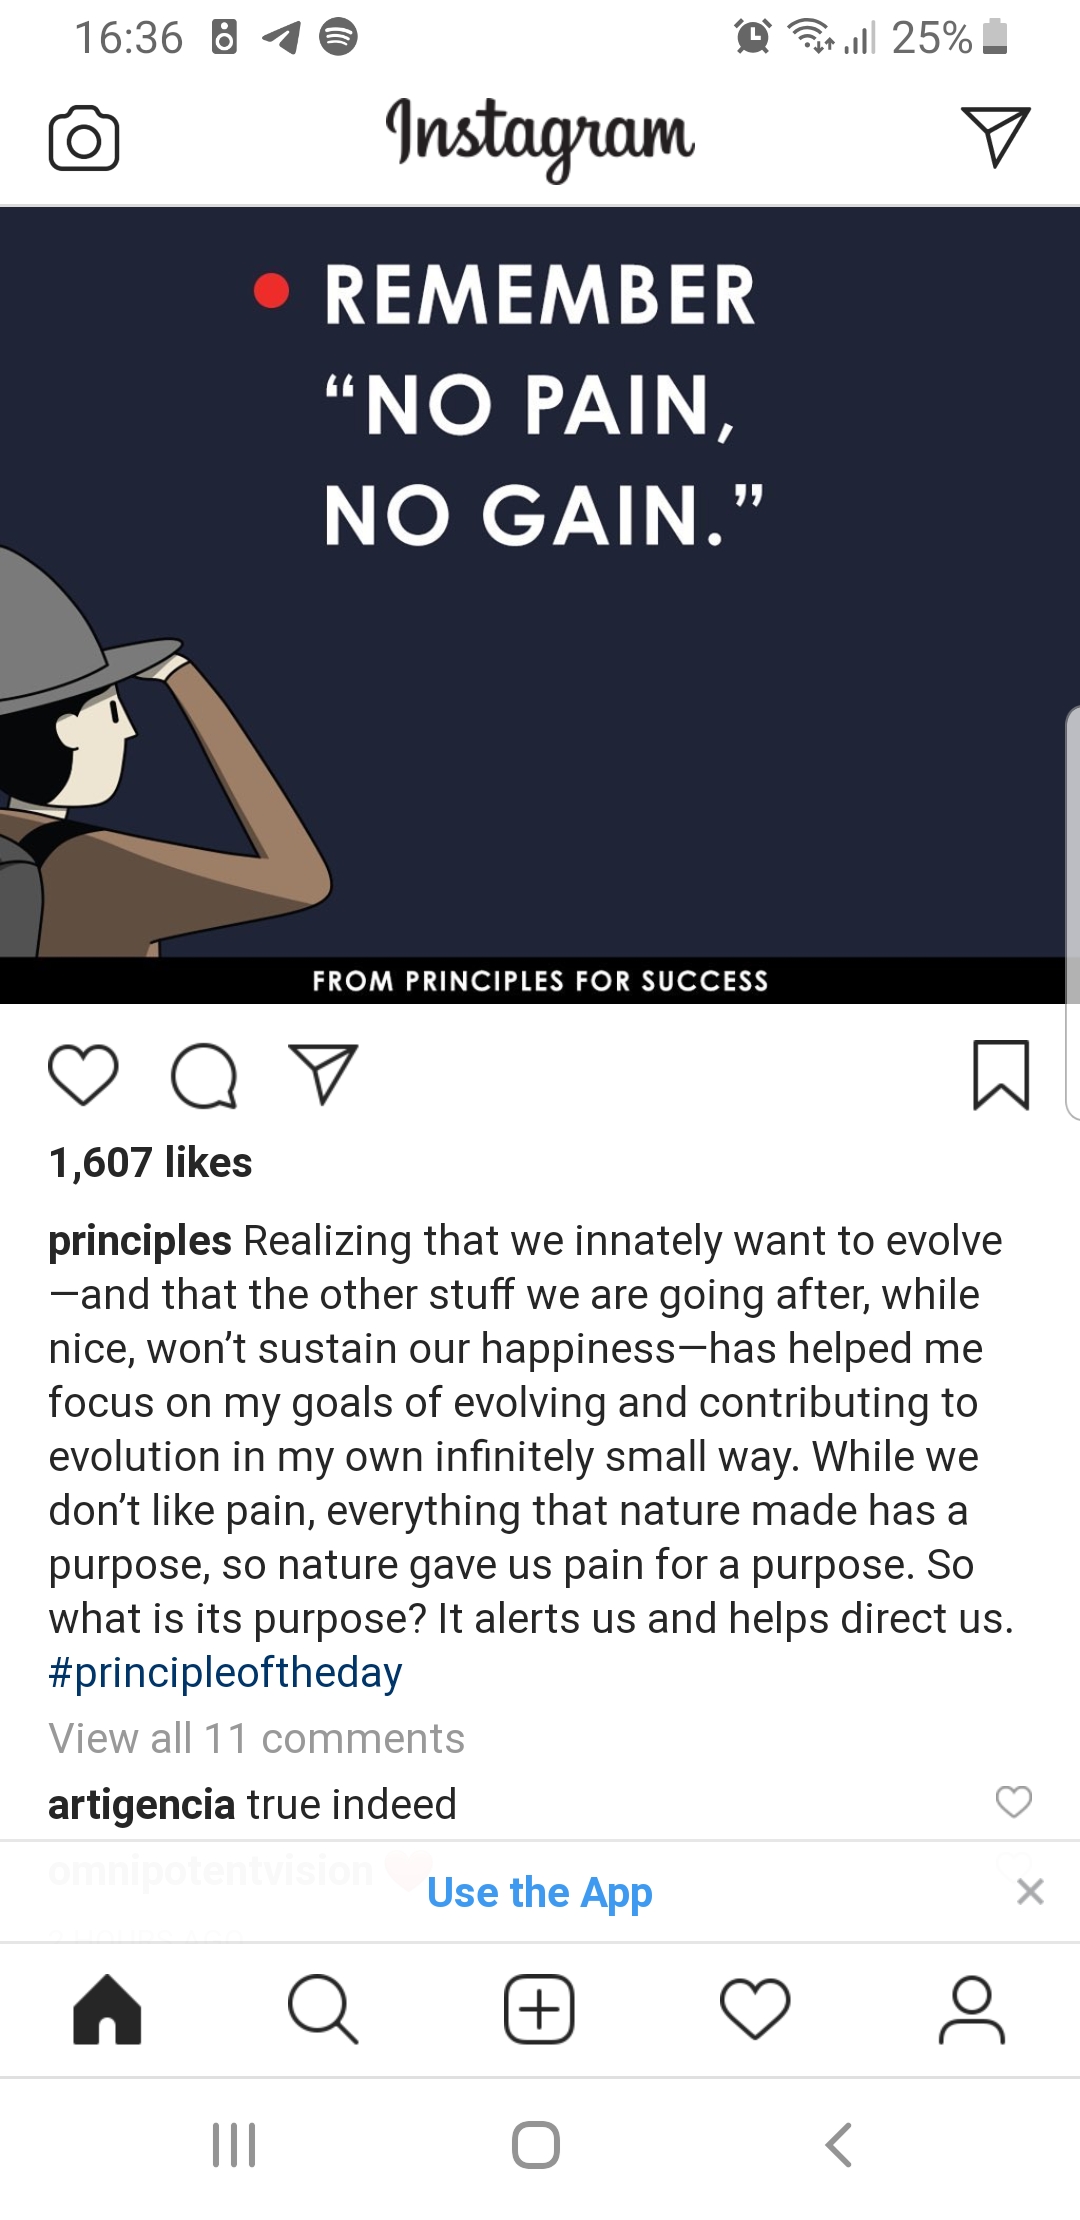 16:36 25%
Instagram
REMEMBER
“NO PAIN,
NO GAIN.”
FROM PRINCIPLES FOR SUCCESS
1,607 likes
principles Realizing that we innately want to evolve
—and that the other stuff we are going after, while
nice, won’t sustain our happiness—has helped me
focus on my goals of evolving and contributing to
evolution in my own infinitely small way. While we
don’t like pain, everything that nature made has a
purpose, so nature gave us pain for a purpose. So
what is its purpose? It alerts us and helps direct us.
#principleoftheday
View all 11 comments
artigencia true indeed
omnipotentvision
Use the App
HOURS AGO